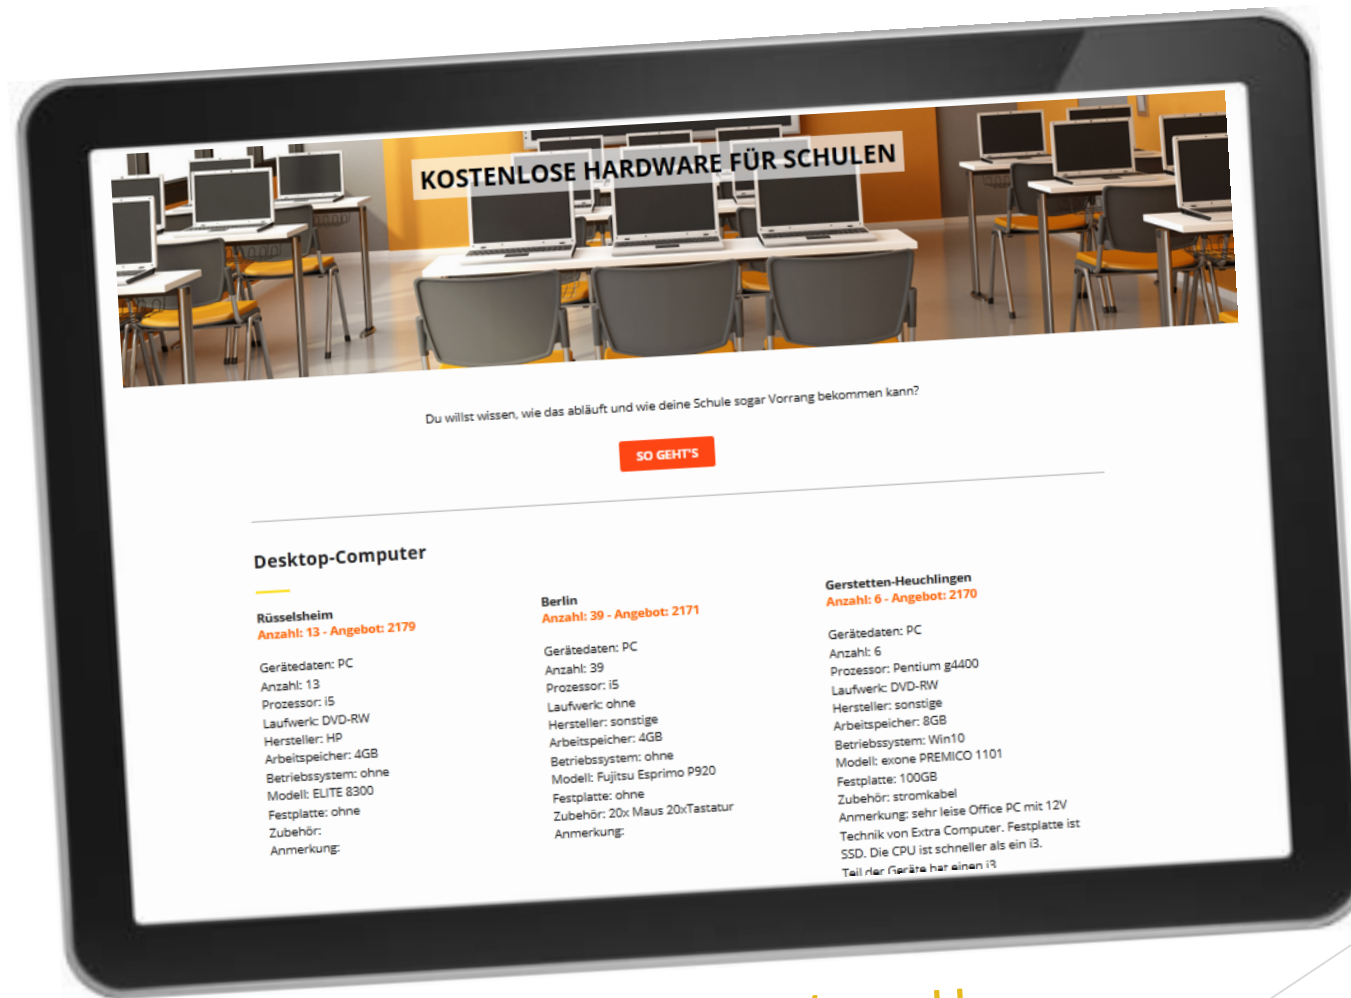 KOSTENLOSE HARDWARE FÜR SCHULEN
Du willst wissen, wie das abläuft und wie deine Schule sogar Vorrang bekommen kann?
SO GEHT'S
Desktop-Computer
Rüsselsheim
Anzahl: 13 - Angebot: 2179
Gerätedaten: PC
Anzahl: 13
Prozessor: i5
Laufwerk: DVD-RW
Hersteller: HP
Arbeitspeicher: 4GB
Betriebssystem: ohne
Modell: ELITE 8300
Festplatte: ohne
Zubehör:
Anmerkung:
Berlin
Anzahl: 39 - Angebot: 2171
Gerätedaten: PC
Anzahl: 39
Prozessor: i5
Laufwerk: ohne
Hersteller: sonstige
Arbeitspeicher: 4GB
Betriebssystem: ohne
Modell: Fujitsu Esprimo P920
Festplatte: ohne
Zubehör: 20x Maus 20xTastatur
Anmerkung:
Gerstetten-Heuchlingen
Anzahl: 6 - Angebot: 2170
Gerätedaten: PC
Anzahl: 6
Prozessor: Pentium g4400
Laufwerk: DVD-RW
Hersteller: sonstige
Arbeitspeicher: 8GB
Betriebssystem: Win10
Modell: exone PREMICO 1101
Festplatte: 100GB
Zubehör: stromkabel
Anmerkung: sehr leise Office PC mit 12V
Technik von Extra Computer. Festplatte ist
SSD. Die CPU ist schneller als ein i3.
Teil der Geräte hat einen i3